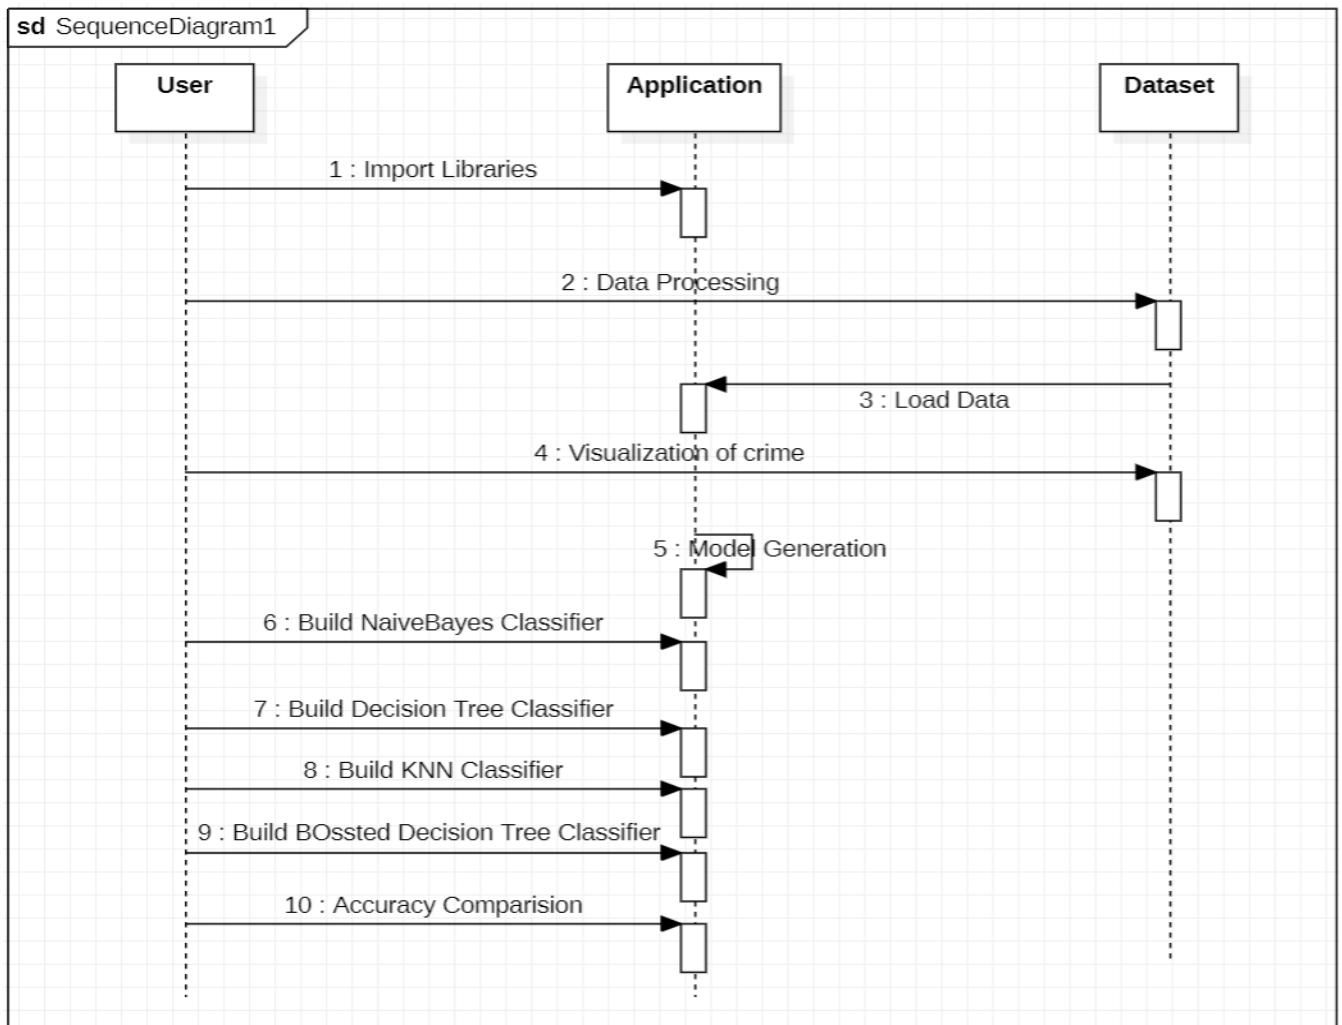 sd SequenceDiagram1
User
Application
Dataset
1 : Import Libraries
2 : Data Processing
3 : Load Data
4 : Visualization of crime
5 : Model Generation
6 : Build NaiveBayes Classifier
7 : Build Decision Tree Classifier
8 : Build KNN Classifier
9 : Build BOssted Decision Tree Classifier
10 : Accuracy Comparision